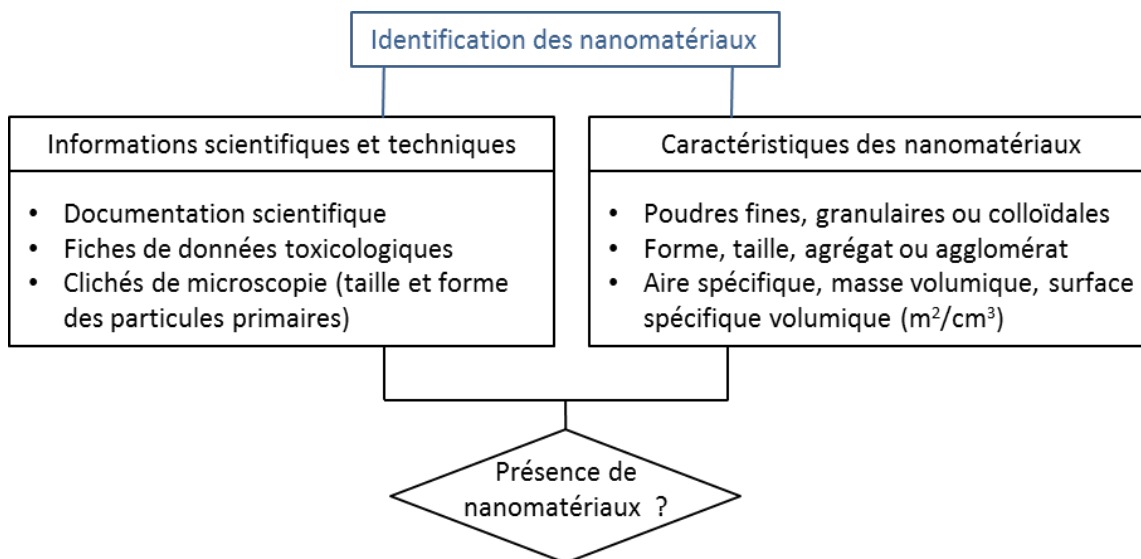 Identification des nanomatériaux
Informations scientifiques et techniques
• Documentation scientifique
• Fiches de données toxicologiques
• Clichés de microscopie (taille et forme
des particules primaires)
Caractéristiques des nanomatériaux
• Poudres fines, granulaires ou colloïdales
• Forme, taille, agrégat ou agglomérat
• Aire spécifique, masse volumique, surface
spécifique volumique (m²/cm³)
Présence de
nanomatériaux ?